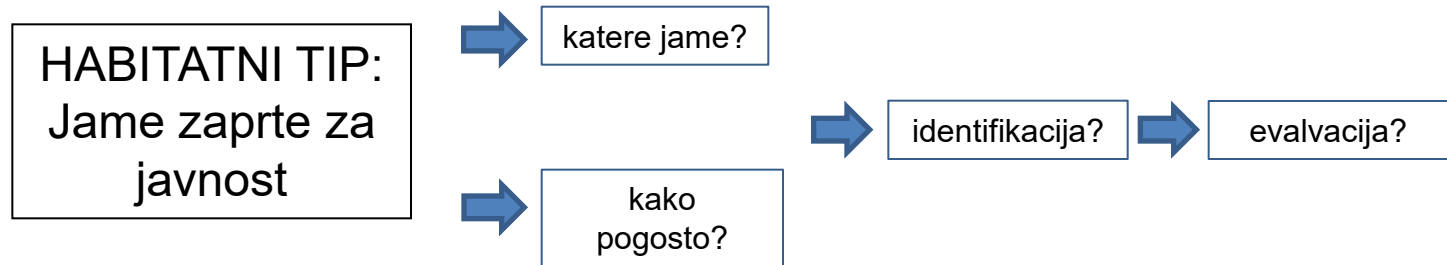 HABITATNI TIP:
Jame zaprte za
javnost
katere jame?
kako
pogosto?
identifikacija?
evalvacija?